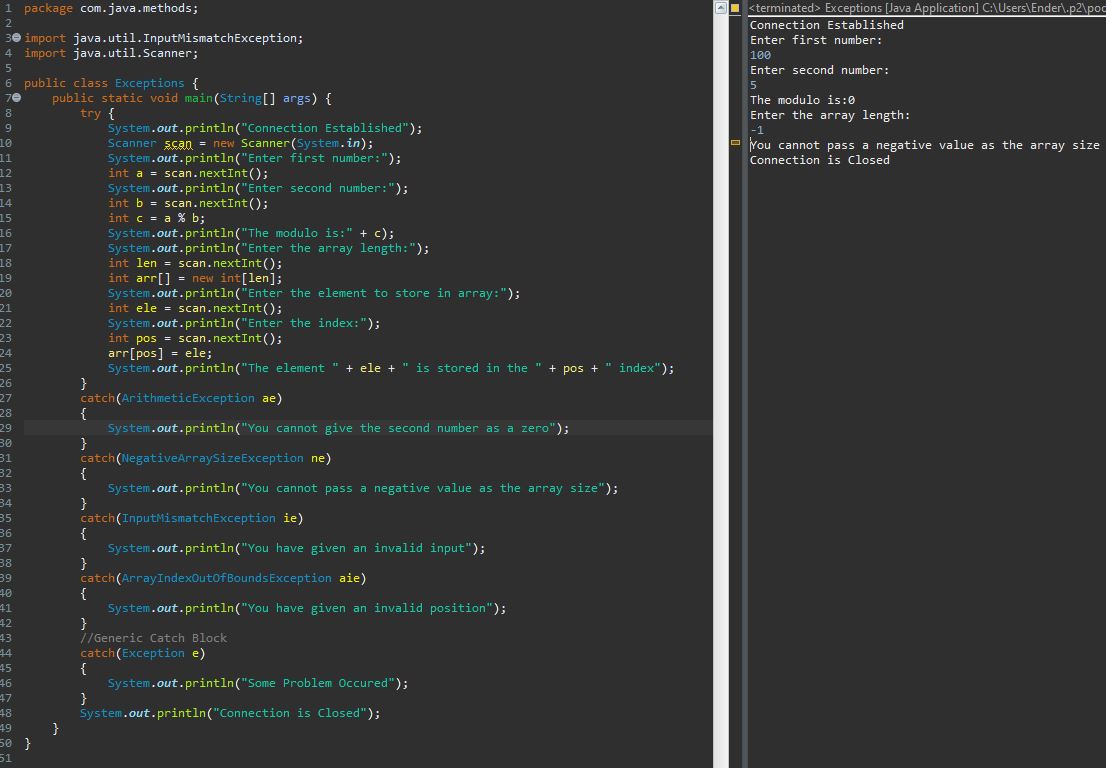 1 package com.java.methods;
2
3 import java.util.InputMismatchException;
4 import java.util.Scanner;
5
6 public class Exceptions {
7 public static void main(String[] args) {
8 try {
9 System.out.println("Connection Established");
10 Scanner scan = new Scanner(System.in);
11 System.out.println("Enter first number:");
12 int a = scan.nextInt();
13 System.out.println("Enter second number:");
14 int b = scan.nextInt();
15 int c = a % b;
16 System.out.println("The modulo is:" + c);
17 System.out.println("Enter the array length:");
18 int len = scan.nextInt();
19 int arr[] = new int[len];
20 System.out.println("Enter the element to store in array:");
21 int ele = scan.nextInt();
22 System.out.println("Enter the index:");
23 int pos = scan.nextInt();
24 arr[pos] = ele;
25 System.out.println("The element " + ele + " is stored in the " + pos + " index");
26 }
27 catch(ArithmeticException ae)
28 {
29 System.out.println("You cannot give the second number as a zero");
30 }
31 catch(NegativeArraySizeException ne)
32 {
33 System.out.println("You cannot pass a negative value as the array size");
34 }
35 catch(InputMismatchException ie)
36 {
37 System.out.println("You have given an invalid input");
38 }
39 catch(ArrayIndexOutOfBoundsException aie)
40 {
41 System.out.println("You have given an invalid position");
42 }
43 //Generic Catch Block
44 catch(Exception e)
45 {
46 System.out.println("Some Problem Occured");
47 }
48 System.out.println("Connection is Closed");
49 }
50 }
51
<terminated> Exceptions [Java Application] C:\Users\Ender\.p2\poo
Connection Established
Enter first number:
100
Enter second number:
5
The modulo is:0
Enter the array length:
-1
You cannot pass a negative value as the array size
Connection is Closed